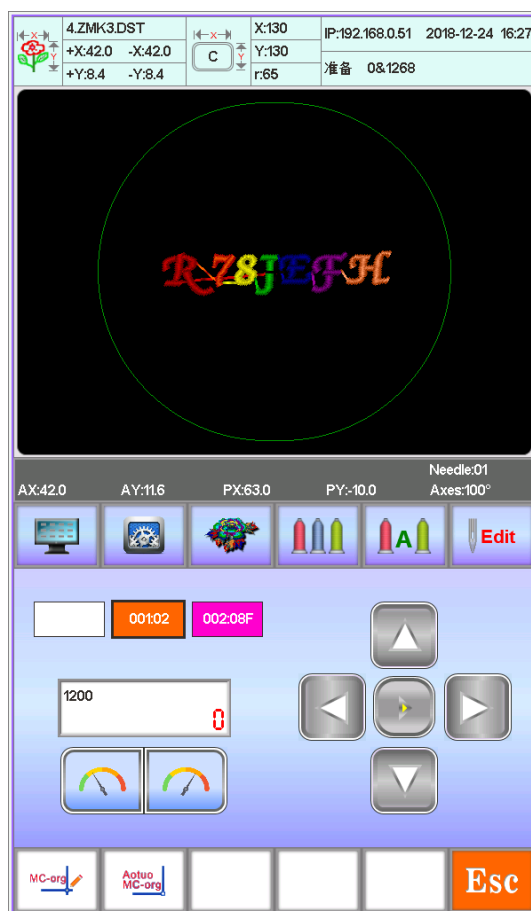 4.ZMK3.DST
+X:42.0 -X:42.0
+Y:8.4 -Y:8.4
X
Y
C
X
Y
X:130
Y:130
r:65
IP:192.168.0.51 2018-12-24 16:27
准备 0&1268
RZ8JEFH
Needle:01
AX:42.0 AY:11.6 PX:63.0 PY:-10.0 Axes:100°
A
Edit
001:02 002:08F
1200
0
MC-org
Aotuo
MC-org
Esc